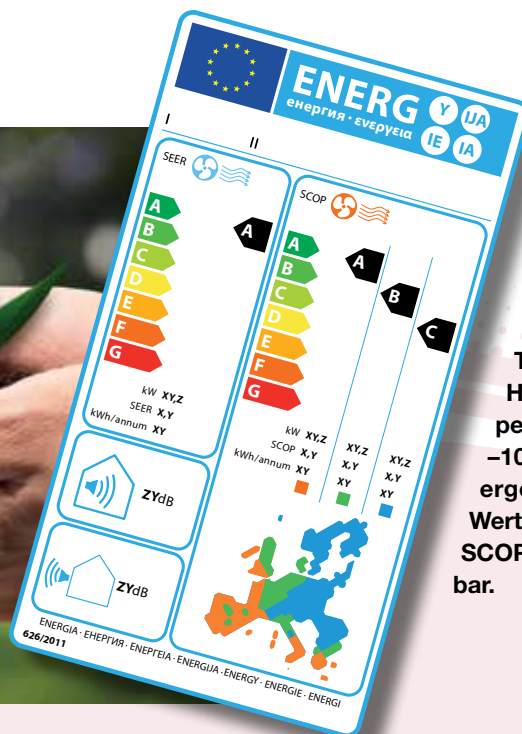 ENERG Y IJA
енергия · ενεργεια IE IA
I
II
SEER
A
B
C
D
E
F
G
A
kW XY,Z
SEER X,Y
kWh/annum XY
SCOP
A
B
C
D
E
F
G
A
B
C
kW XY,Z XY,Z XY,Z
SCOP X,Y X,Y X,Y
kWh/annum XY XY XY
ZYdB
ZYdB
ENERGIA · ЕНЕРГИЯ · ΕΝΕΡΓΕΙΑ · ENERGIJA · ENERGY · ENERGIE · ENERGI
626/2011
T
H
pe
–10
erge
Wert
SCOP
bar.